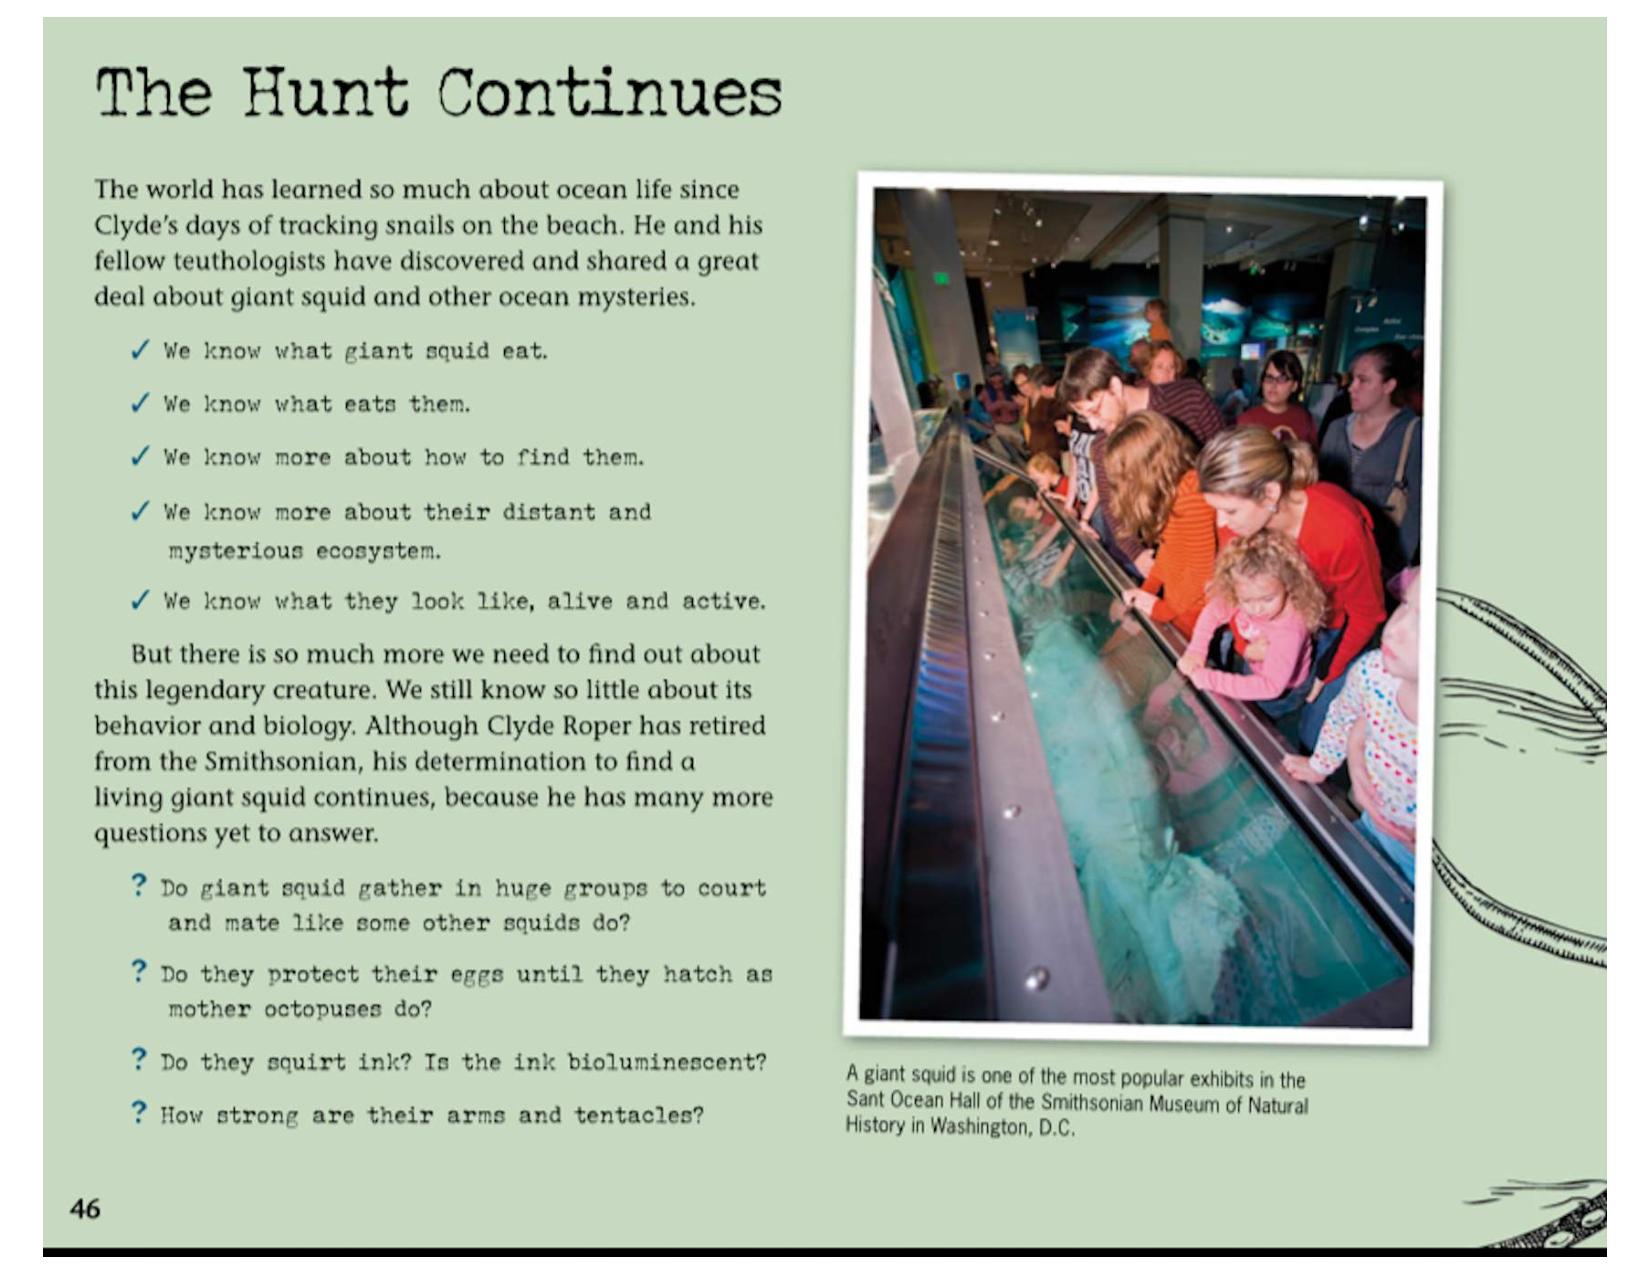 The Hunt Continues
The world has learned so much about ocean life since
Clyde's days of tracking snails on the beach. He and his
fellow teuthologists have discovered and shared a great
deal about giant squid and other ocean mysteries.
✓ We know what giant squid eat.
✓ We know what eats them.
✓ We know more about how to find them.
✓ We know more about their distant and
mysterious ecosystem.
✓ We know what they look like, alive and active.
But there is so much more we need to find out about
this legendary creature. We still know so little about its
behavior and biology. Although Clyde Roper has retired
from the Smithsonian, his determination to find a
living giant squid continues, because he has many more
questions yet to answer.
? Do giant squid gather in huge groups to court
and mate like some other squids do?
? Do they protect their eggs until they hatch as
mother octopuses do?
? Do they squirt ink? Is the ink bioluminescent?
? How strong are their arms and tentacles?
A giant squid is one of the most popular exhibits in the
Sant Ocean Hall of the Smithsonian Museum of Natural
History in Washington, D.C.
46